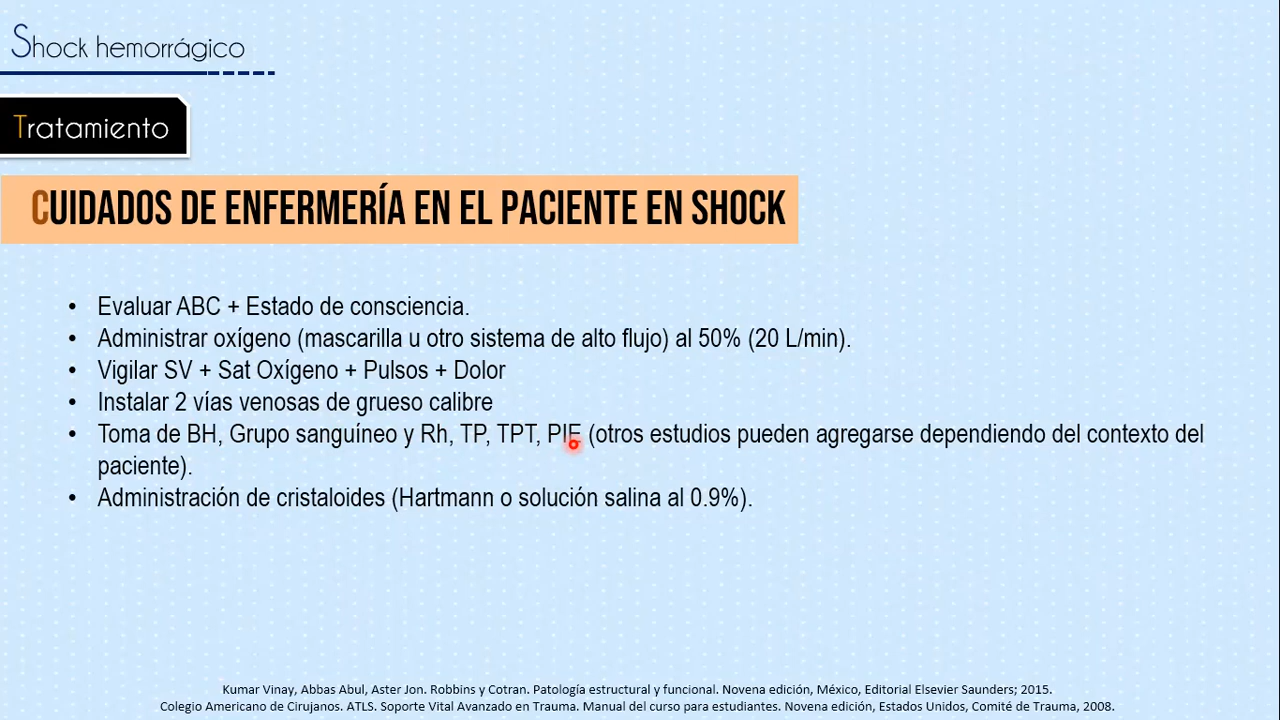 Shock hemorrágico
Tratamiento
CUIDADOS DE ENFERMERÍA EN EL PACIENTE EN SHOCK
• Evaluar ABC + Estado de consciencia.
• Administrar oxígeno (mascarilla u otro sistema de alto flujo) al 50% (20 L/min).
• Vigilar SV + Sat Oxígeno + Pulsos + Dolor
• Instalar 2 vías venosas de grueso calibre
• Toma de BH, Grupo sanguíneo y Rh, TP, TPT, PIE (otros estudios pueden agregarse dependiendo del contexto del
paciente).
• Administración de cristaloides (Hartmann o solución salina al 0.9%).
Kumar Vinay, Abbas Abul, Aster Jon. Robbins y Cotran. Patología estructural y funcional. Novena edición, México, Editorial Elsevier Saunders; 2015.
Colegio Americano de Cirujanos. ATLS. Soporte Vital Avanzado en Trauma. Manual del curso para estudiantes. Novena edición, Estados Unidos, Comité de Trauma, 2008.